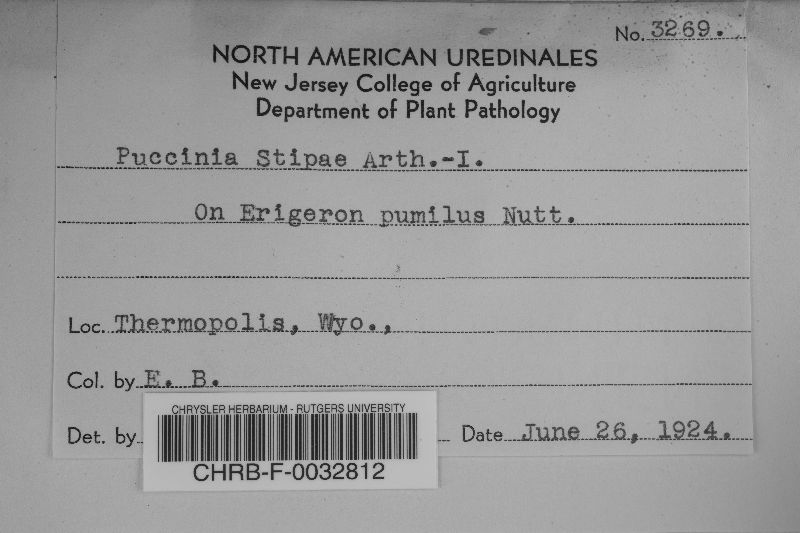 No. 3269.
NORTH AMERICAN UREDINALES
New Jersey College of Agriculture
Department of Plant Pathology
Puccinia Stipae Arth.-I.
On Erigeron pumilus Nutt.
Loc. Thermopolis, Wyo.,
Col. by E. B.
Det. by Date June 26, 1924.
CHRYSLER HERBARIUM - RUTGERS UNIVERSITY
CHRB-F-0032812